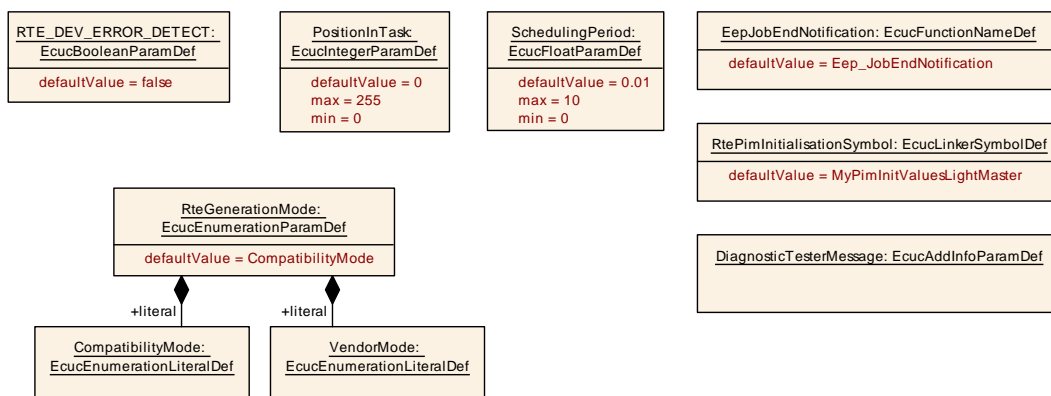 RTE_DEV_ERROR_DETECT:
EcucBooleanParamDef
defaultValue = false
PositionInTask:
EcucIntegerParamDef
defaultValue = 0
max = 255
min = 0
SchedulingPeriod:
EcucFloatParamDef
defaultValue = 0.01
max = 10
min = 0
EepJobEndNotification: EcucFunctionNameDef
defaultValue = Eep_JobEndNotification
RtePimInitialisationSymbol: EcucLinkerSymbolDef
defaultValue = MyPimInitValuesLightMaster
DiagnosticTesterMessage: EcucAddInfoParamDef
RteGenerationMode:
EcucEnumerationParamDef
defaultValue = CompatibilityMode
+literal
+literal
CompatibilityMode:
EcucEnumerationLiteralDef
VendorMode:
EcucEnumerationLiteralDef